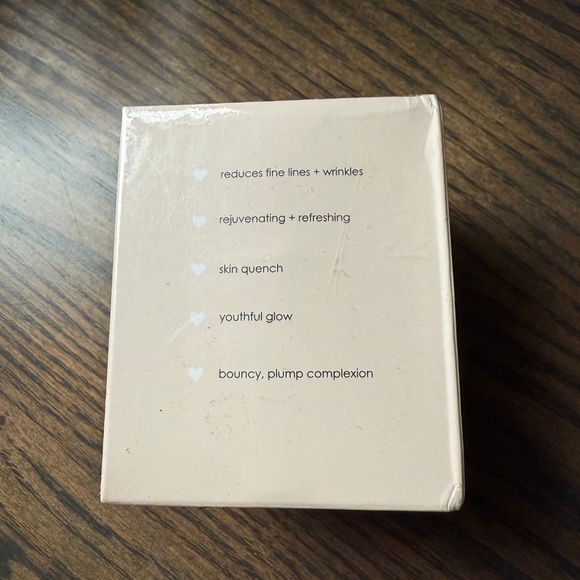 reduces fine lines + wrinkles
rejuvenating + refreshing
skin quench
youthful glow
bouncy, plump complexion